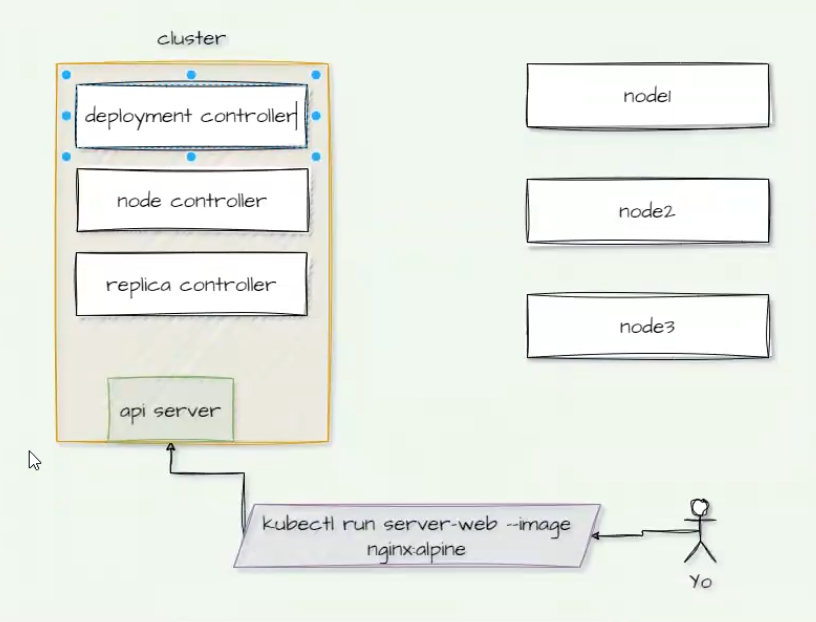 cluster
deployment controller
node controller
replica controller
api server
node1
node2
node3
kubectl run server-web --image
nginx:alpine
Yo